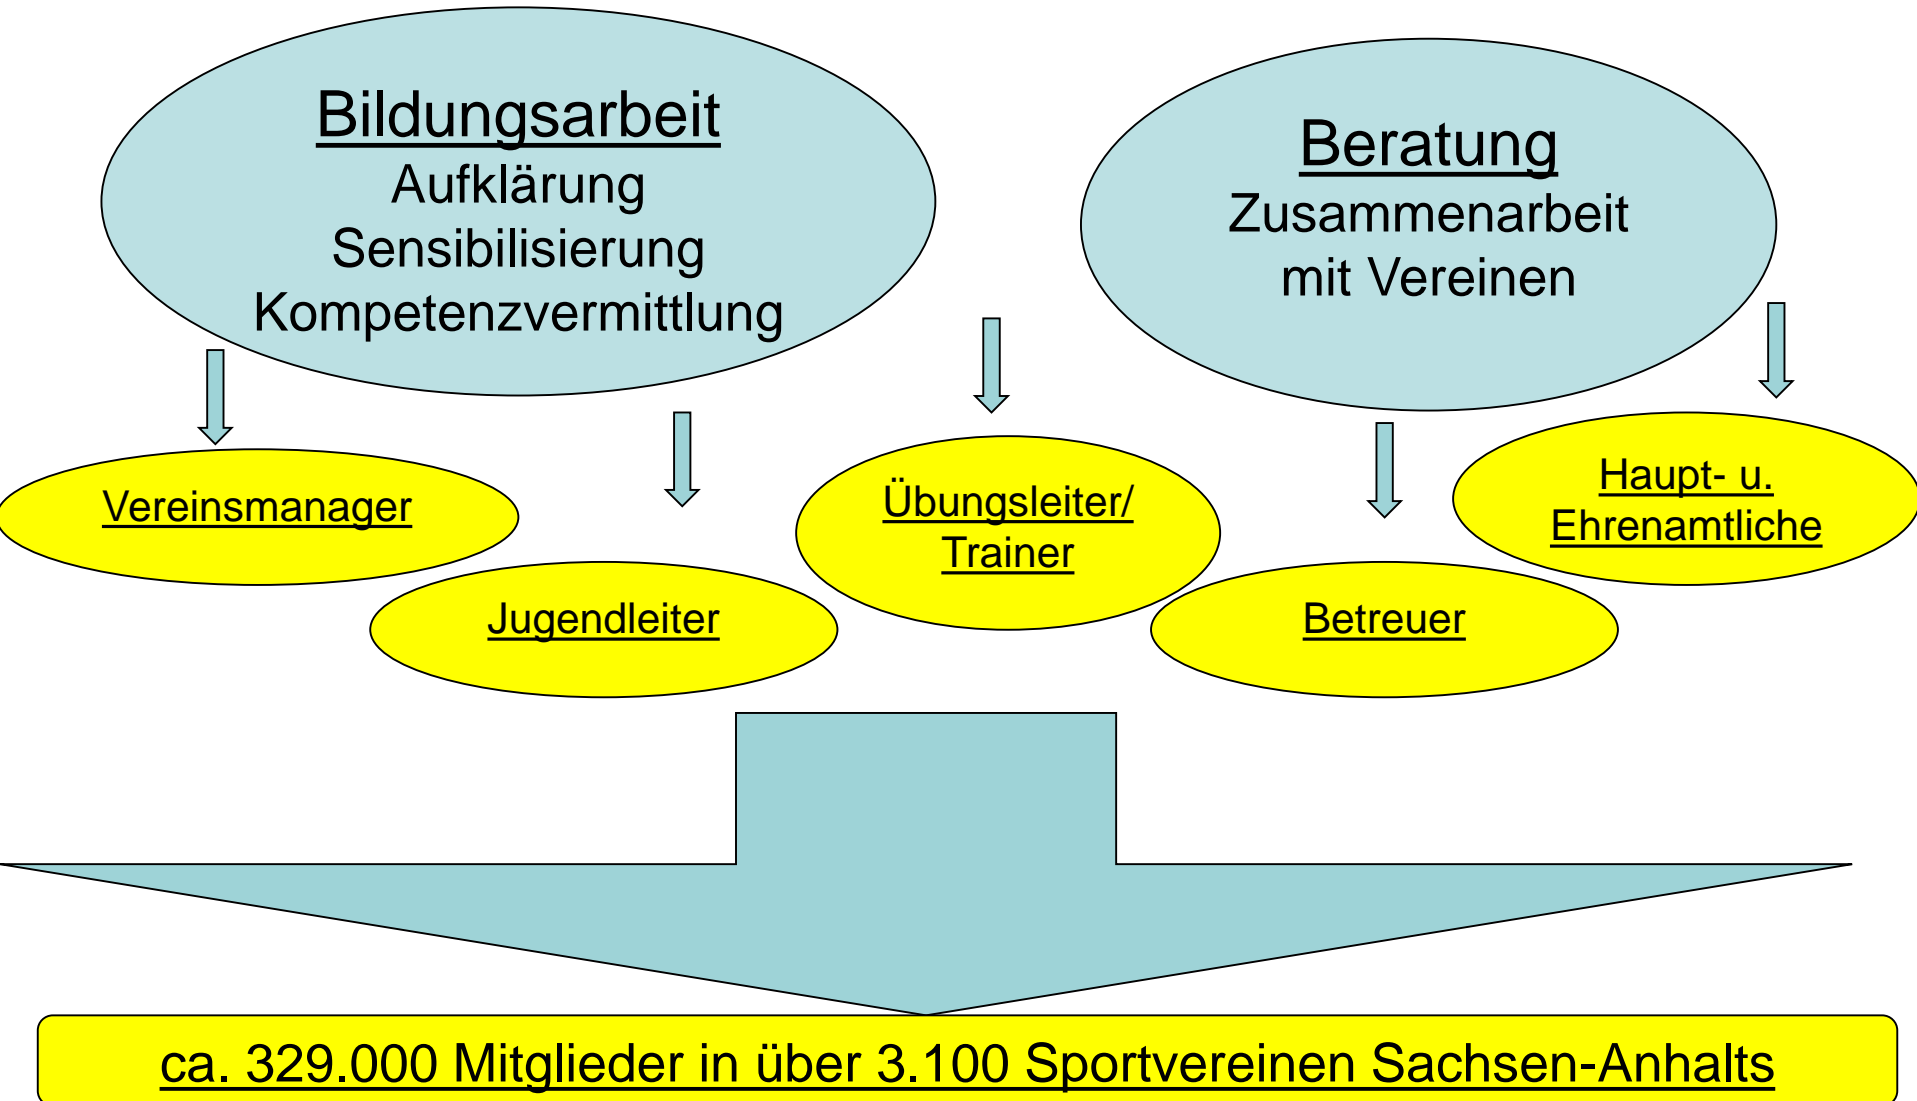 Bildungsarbeit
Aufklärung
Sensibilisierung
Kompetenzvermittlung
Beratung
Zusammenarbeit
mit Vereinen
Vereinsmanager
Jugendleiter
Übungsleiter/
Trainer
Betreuer
Haupt- u.
Ehrenamtliche
ca. 329.000 Mitglieder in über 3.100 Sportvereinen Sachsen-Anhalts